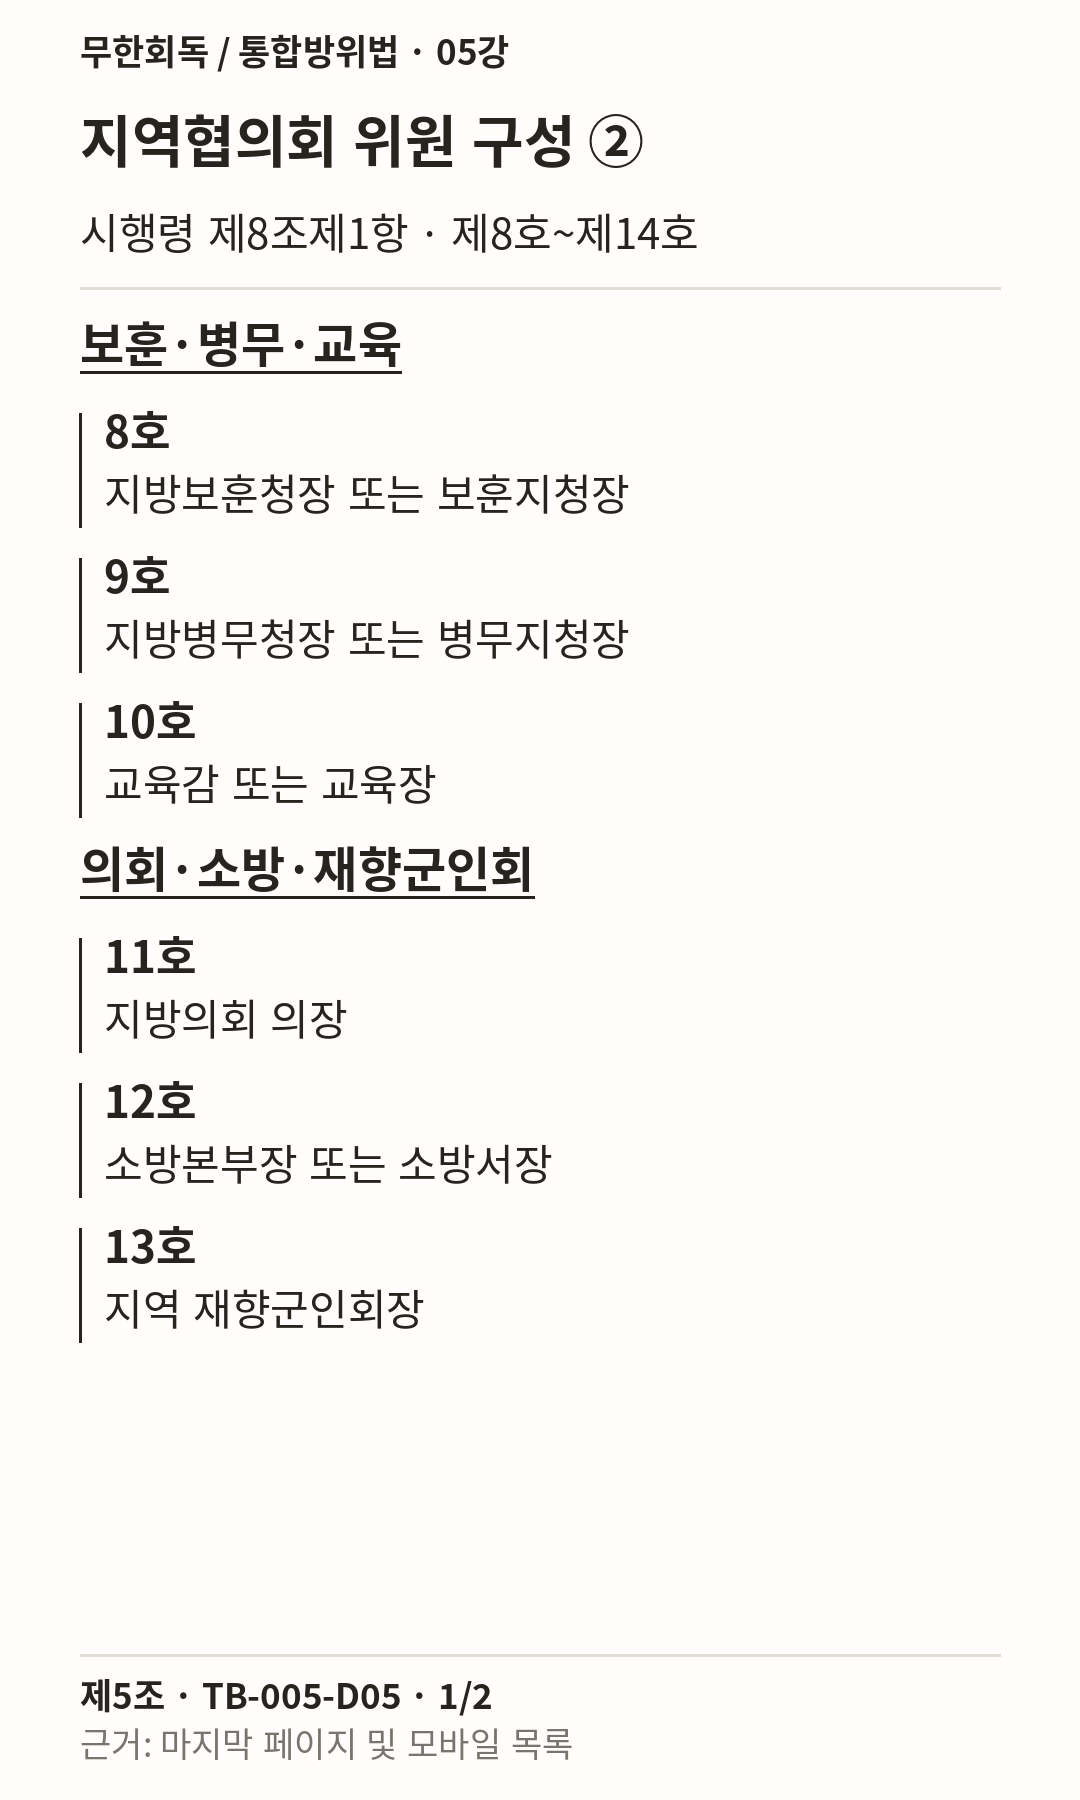 무한회독 / 통합방위법 · 05강
지역협의회 위원 구성 ②
시행령 제8조제1항 · 제8호~제14호
보훈·병무·교육
8호
지방보훈청장 또는 보훈지청장
9호
지방병무청장 또는 병무지청장
10호
교육감 또는 교육장
의회·소방·재향군인회
11호
지방의회 의장
12호
소방본부장 또는 소방서장
13호
지역 재향군인회장
제5조 · TB-005-D05 · 1/2
근거: 마지막 페이지 및 모바일 목록